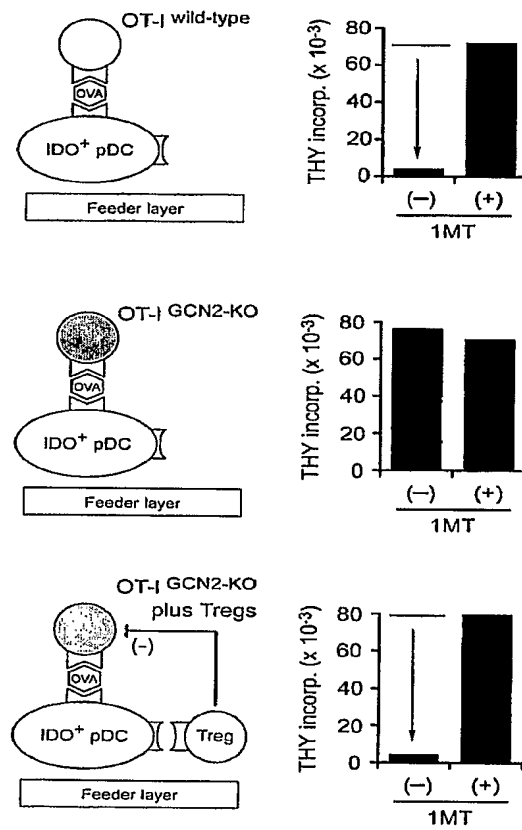 OT-I wild-type
OVA
IDO+ pDC
Feeder layer
THY incorp. (x 10-3)
80
60
40
20
0
(–) (+)
1MT
OT-I GCN2-KO
OVA
IDO+ pDC
Feeder layer
THY incorp. (x 10-3)
80
60
40
20
0
(–) (+)
1MT
OT-I GCN2-KO
plus Tregs
(-)
OVA
IDO+ pDC
Treg
Feeder layer
THY incorp. (x 10-3)
80
60
40
20
0
(–) (+)
1MT